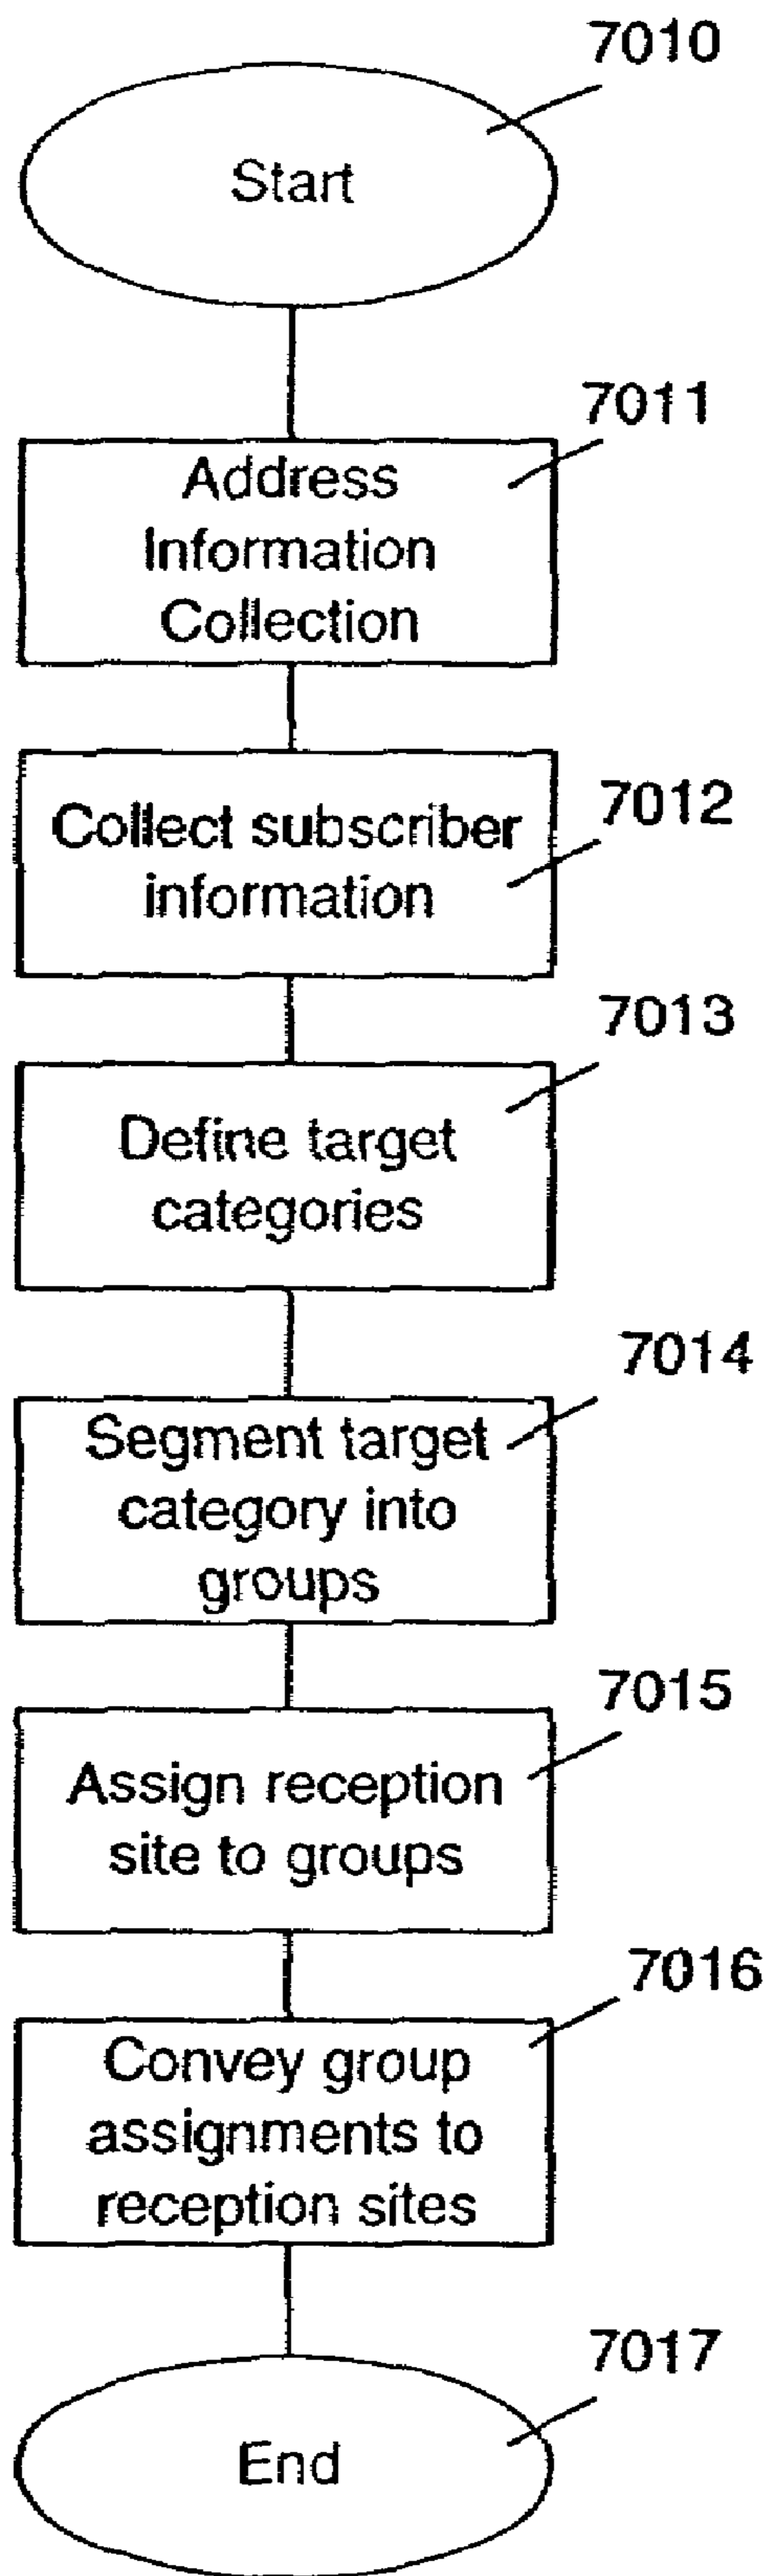 7010
Start
7011
Address
Information
Collection
7012
Collect subscriber
information
7013
Define target
categories
7014
Segment target
category into
groups
7015
Assign reception
site to groups
7016
Convey group
assignments to
reception sites
7017
End